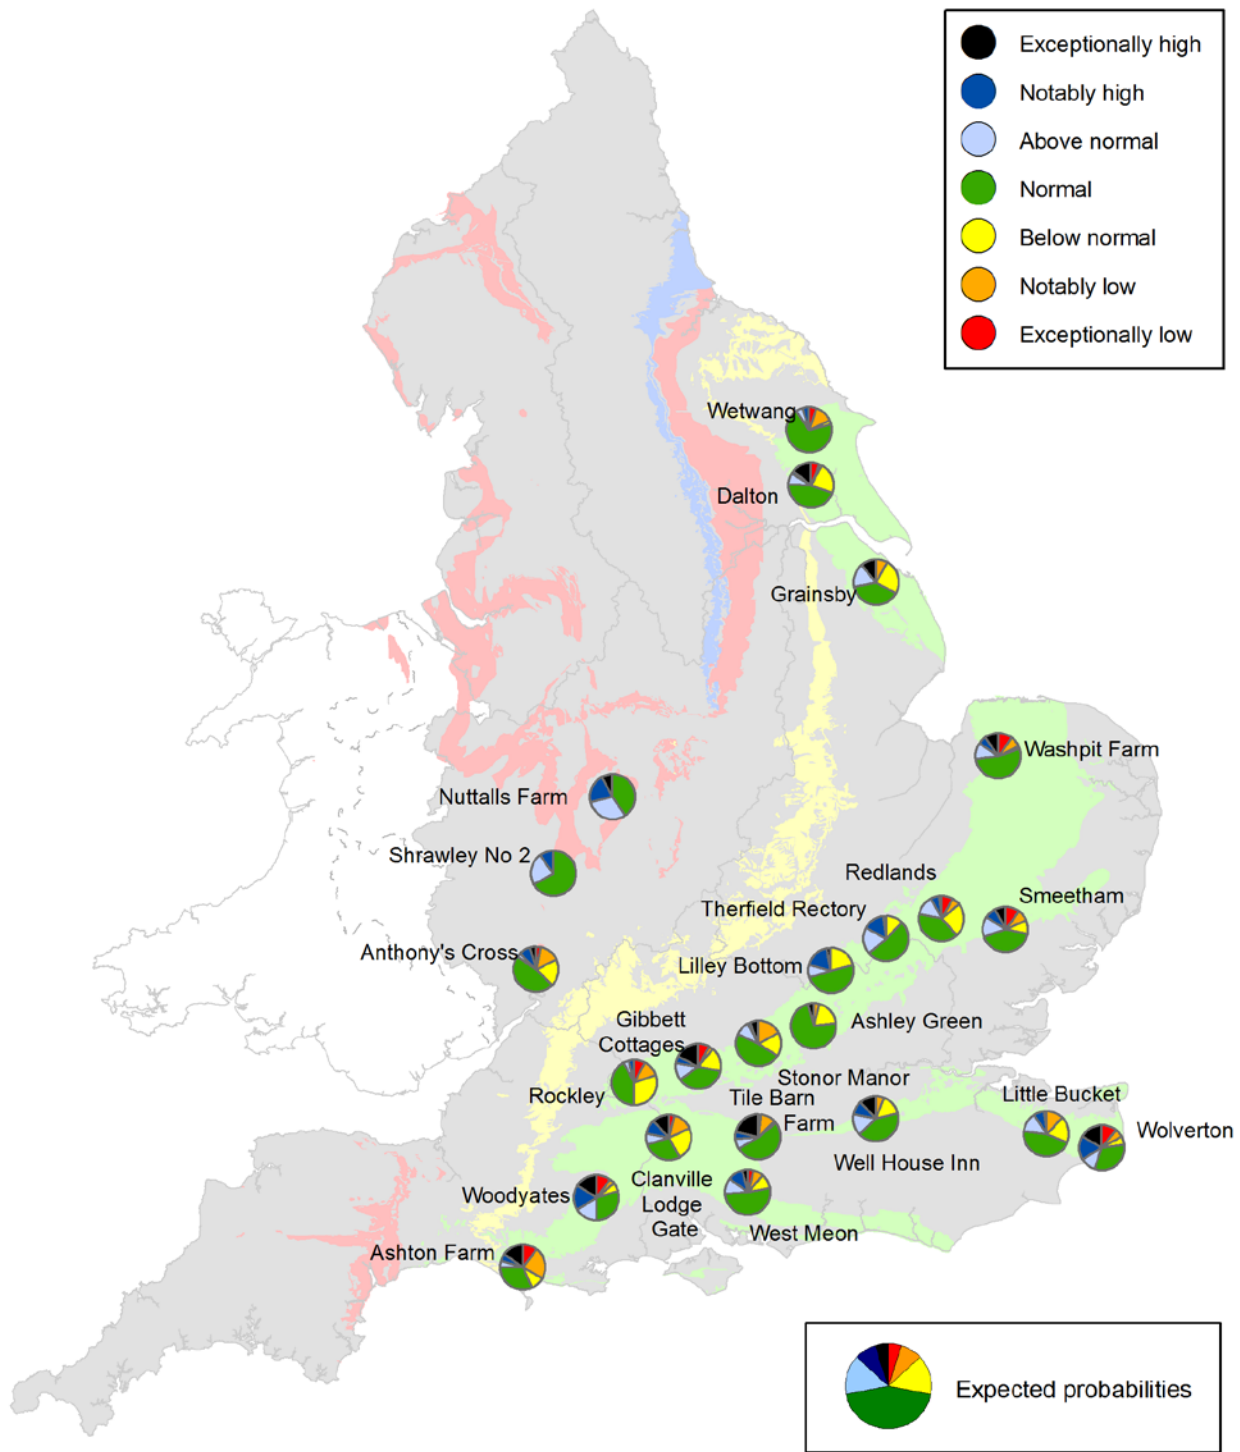 Exceptionally high
Notably high
Above normal
Normal
Below normal
Notably low
Exceptionally low
Wetwang
Dalton
Grainsby
Washpit Farm
Nuttalls Farm
Shrawley No 2
Redlands
Smeetham
Therfield Rectory
Anthony's Cross
Lilley Bottom
Gibbett
Cottages
Ashley Green
Stonor Manor
Rockley
Tile Barn
Farm
Little Bucket
Wolverton
Well House Inn
Clanville
Lodge
Gate
Woodyates
West Meon
Ashton Farm
Expected probabilities